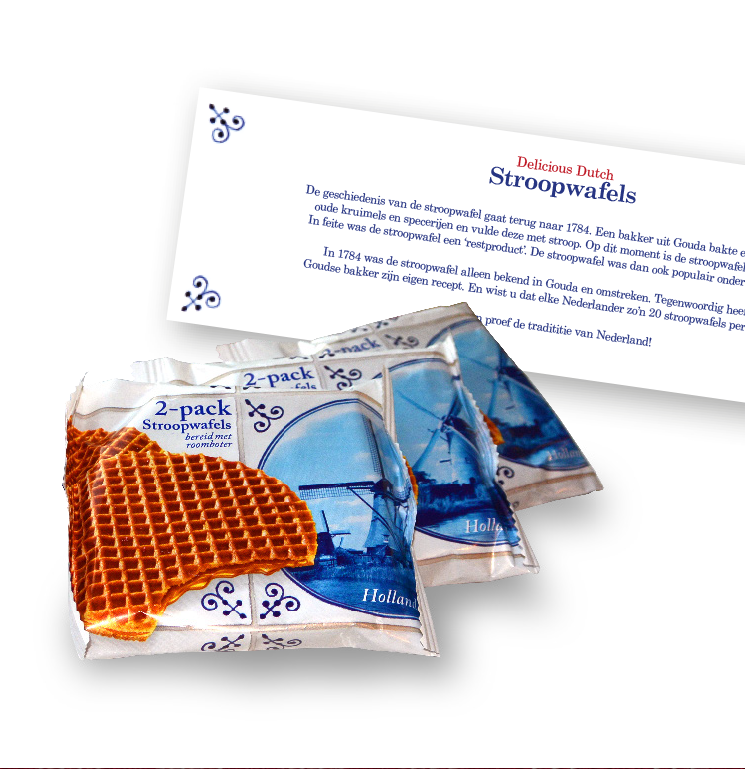 Delicious Dutch
Stroopwafels
De geschiedenis van de stroopwafel gaat terug naar 1784. Een bakker uit Gouda bakte
oude kruimels en specerijen en vulde deze met stroop. Op dit moment is de stroopwafel
In feite was de stroopwafel een ‘restproduct’. De stroopwafel was dan ook populair onder
In 1784 was de stroopwafel alleen bekend in Gouda en omstreken. Tegenwoordig
Goudse bakker zijn eigen recept. En wist u dat elke Nederlander zo'n 20 stroopwafels per
proef de tradititie van Nederland!
2-pack
2-pack
2-pack
Stroopwafels
bereid met
roomboter
Holland